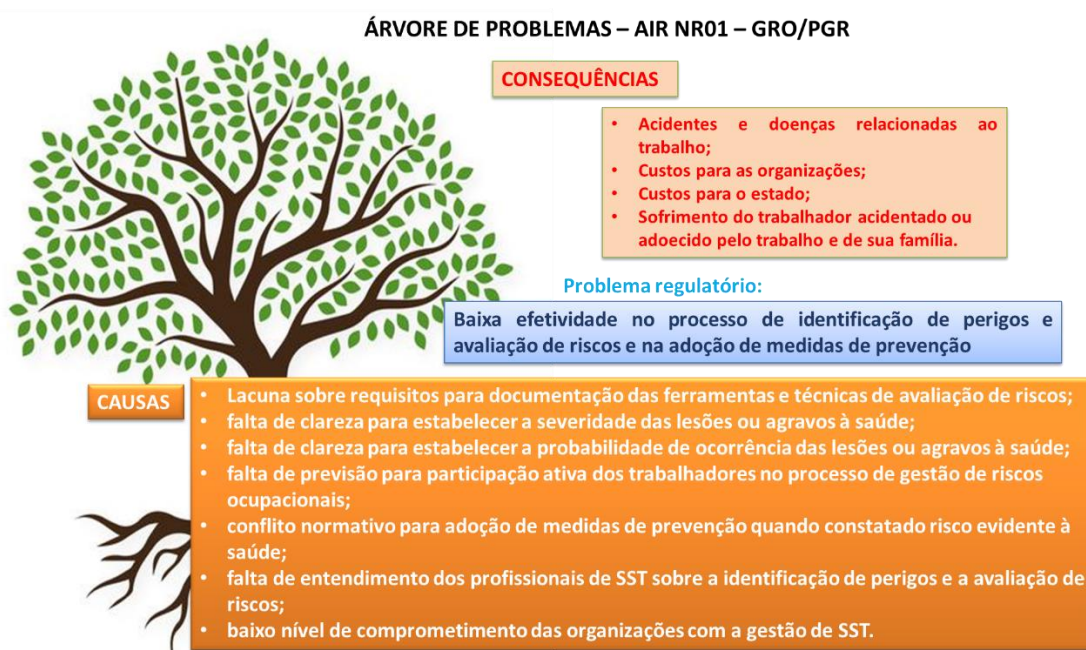 ÁRVORE DE PROBLEMAS – AIR NR01 – GRO/PGR
CONSEQUÊNCIAS
• Acidentes e doenças relacionadas ao
trabalho;
• Custos para as organizações;
• Custos para o estado;
• Sofrimento do trabalhador acidentado ou
adoecido pelo trabalho e de sua família.
Problema regulatório:
Baixa efetividade no processo de identificação de perigos e
avaliação de riscos e na adoção de medidas de prevenção
CAUSAS
• Lacuna sobre requisitos para documentação das ferramentas e técnicas de avaliação de riscos;
• falta de clareza para estabelecer a severidade das lesões ou agravos à saúde;
• falta de clareza para estabelecer a probabilidade de ocorrência das lesões ou agravos à saúde;
• falta de previsão para participação ativa dos trabalhadores no processo de gestão de riscos
ocupacionais;
• conflito normativo para adoção de medidas de prevenção quando constatado risco evidente à
saúde;
• falta de entendimento dos profissionais de SST sobre a identificação de perigos e a avaliação de
riscos;
• baixo nível de comprometimento das organizações com a gestão de SST.